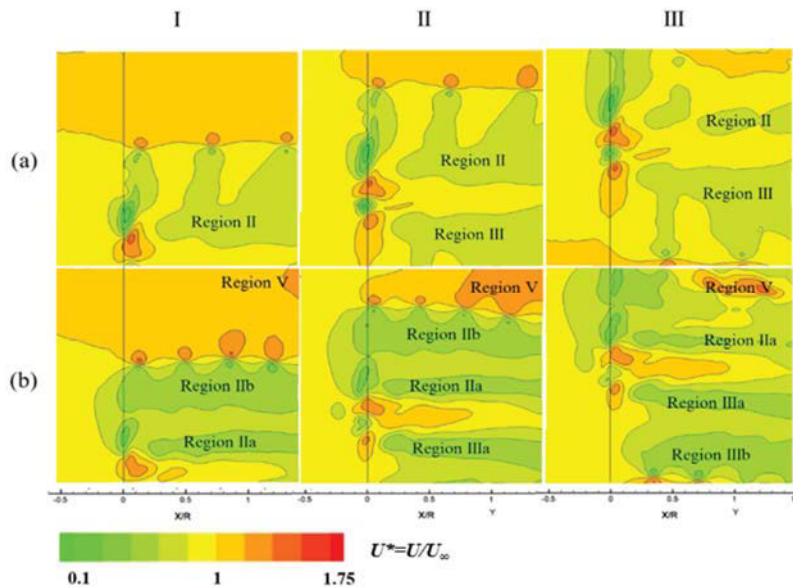 I II III
(a)
Region II
Region II
Region III
Region II
Region III
(b)
Region V
Region IIb
Region IIa
Region V
Region IIb
Region IIa
Region IIIa
Region V
Region IIa
Region IIIa
Region IIIb
-0.5 0 0.5 1 -0.5 0 0.5 1 -0.5 0 0.5 1
X/R X/R Y X/R Y
U*=U/U∞
0.1 1 1.75